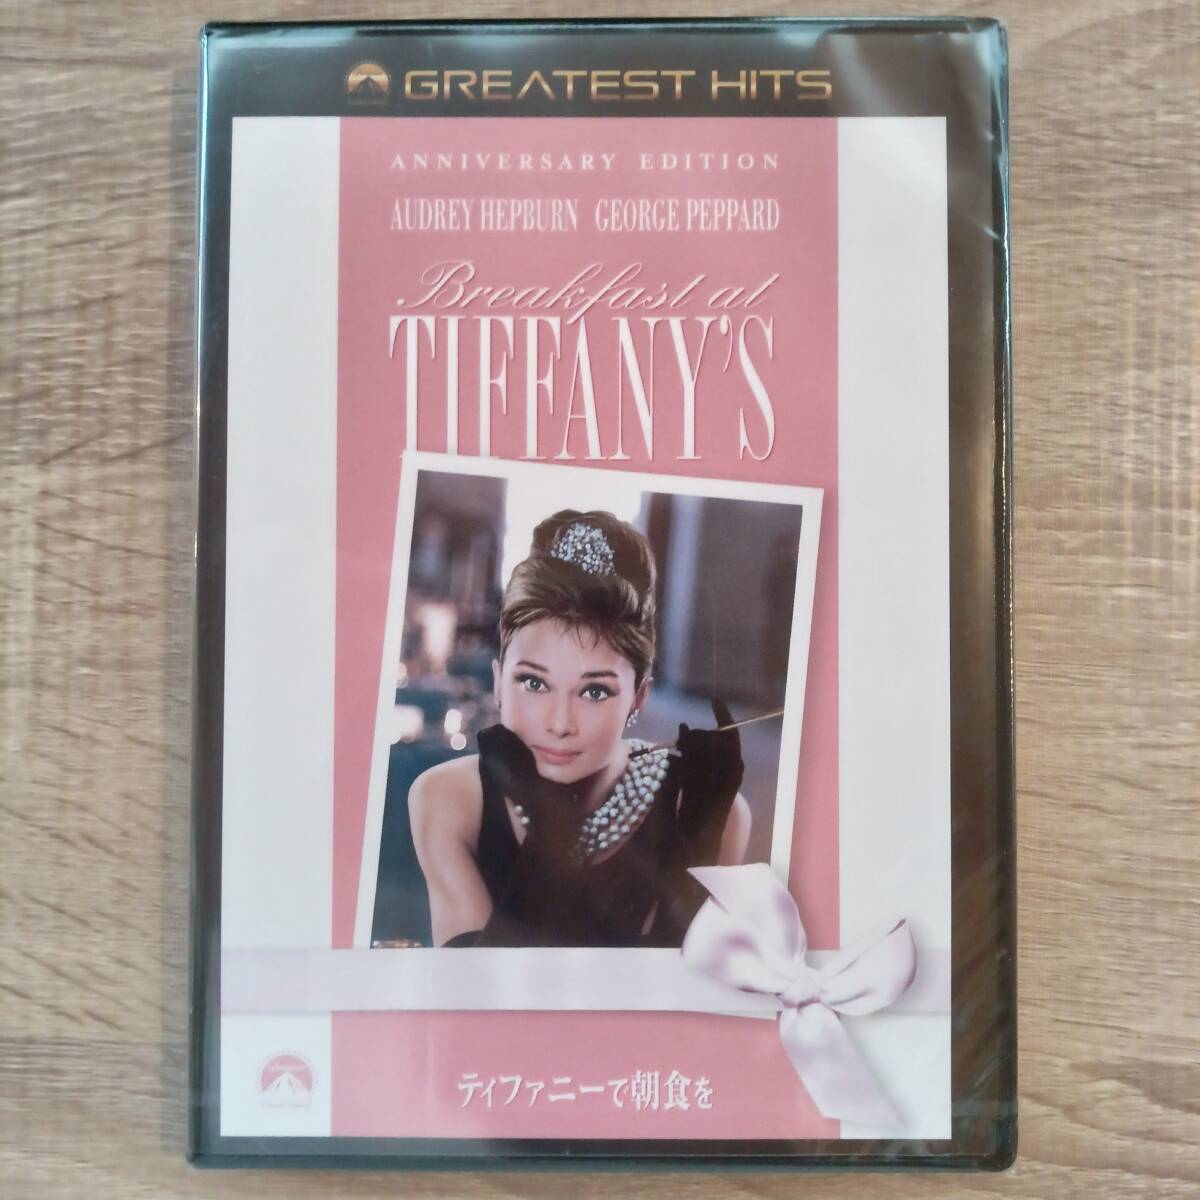 GREATEST HITS
ANNIVERSARY EDITION
AUDREY HEPBURN GEORGE PEPPARD
Breakfast at
TIFFANY'S
ティファニーで朝食を